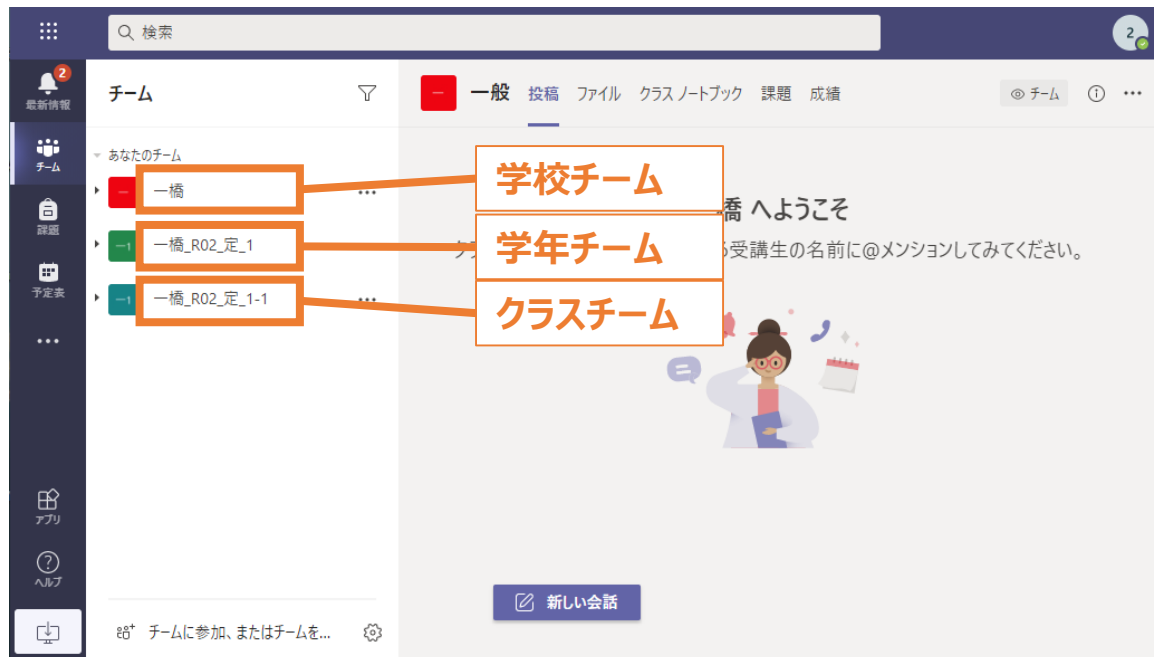 検索
2
2
最新情報
チーム
課題
予定表
アプリ
ヘルプ
チーム
あなたのチーム
一 一橋
一1 一橋_R02_定_1
一1 一橋_R02_定_1-1
チームに参加、またはチームを...
一 一般 投稿 ファイル クラス ノートブック 課題 成績 チーム
学校チーム
学年チーム
クラスチーム
橋 へようこそ
受講生の名前に@メンションしてみてください。
新しい会話